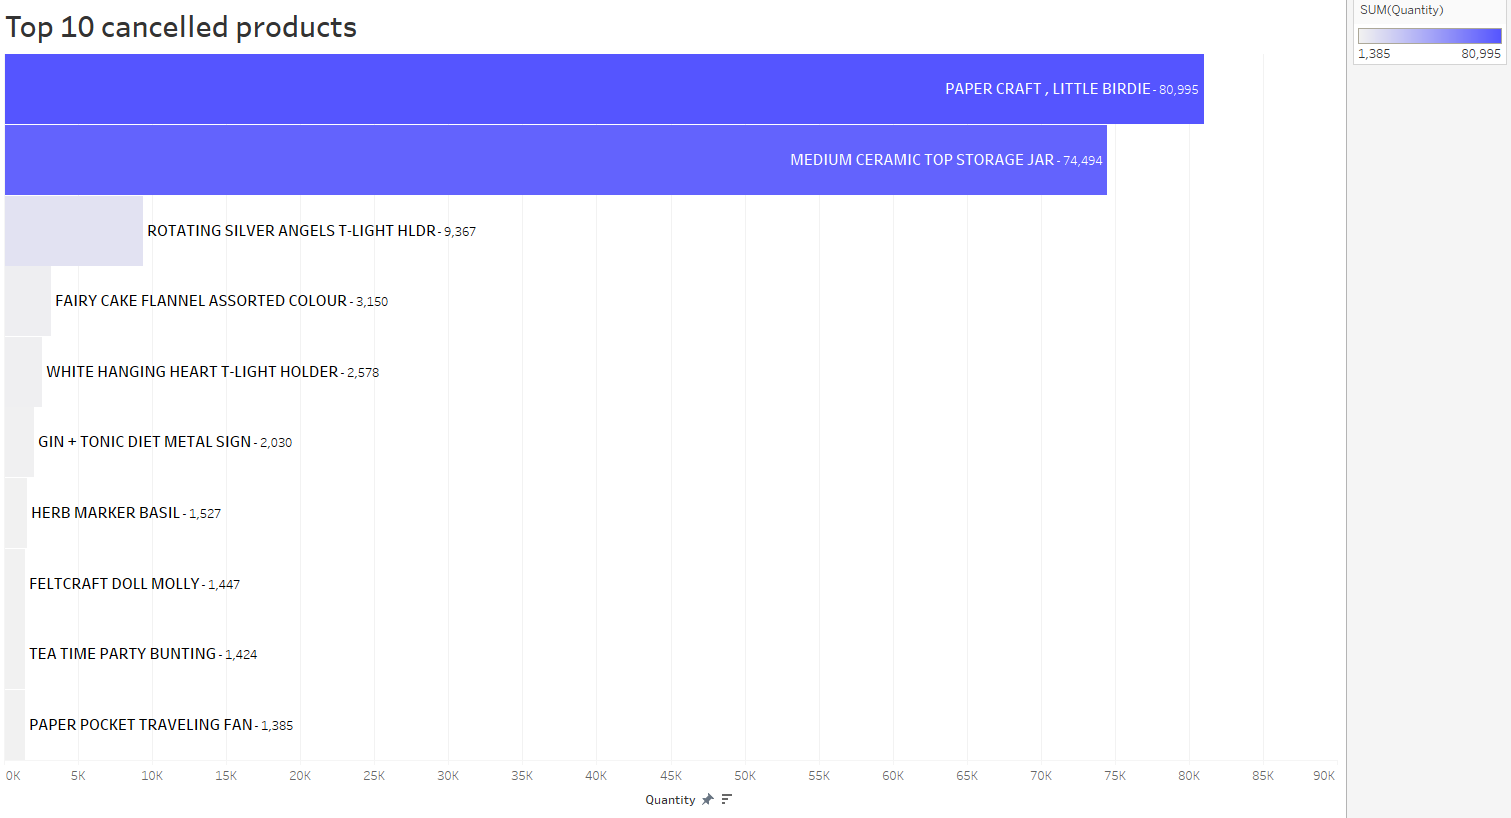 Top 10 cancelled products
SUM(Quantity)
1,385 80,995
PAPER CRAFT , LITTLE BIRDIE - 80,995
MEDIUM CERAMIC TOP STORAGE JAR - 74,494
ROTATING SILVER ANGELS T-LIGHT HLDR - 9,367
FAIRY CAKE FLANNEL ASSORTED COLOUR - 3,150
WHITE HANGING HEART T-LIGHT HOLDER - 2,578
GIN + TONIC DIET METAL SIGN - 2,030
HERB MARKER BASIL - 1,527
FELTCRAFT DOLL MOLLY - 1,447
TEA TIME PARTY BUNTING - 1,424
PAPER POCKET TRAVELING FAN - 1,385
0K 5K 10K 15K 20K 25K 30K 35K 40K 45K 50K 55K 60K 65K 70K 75K 80K 85K 90K
Quantity